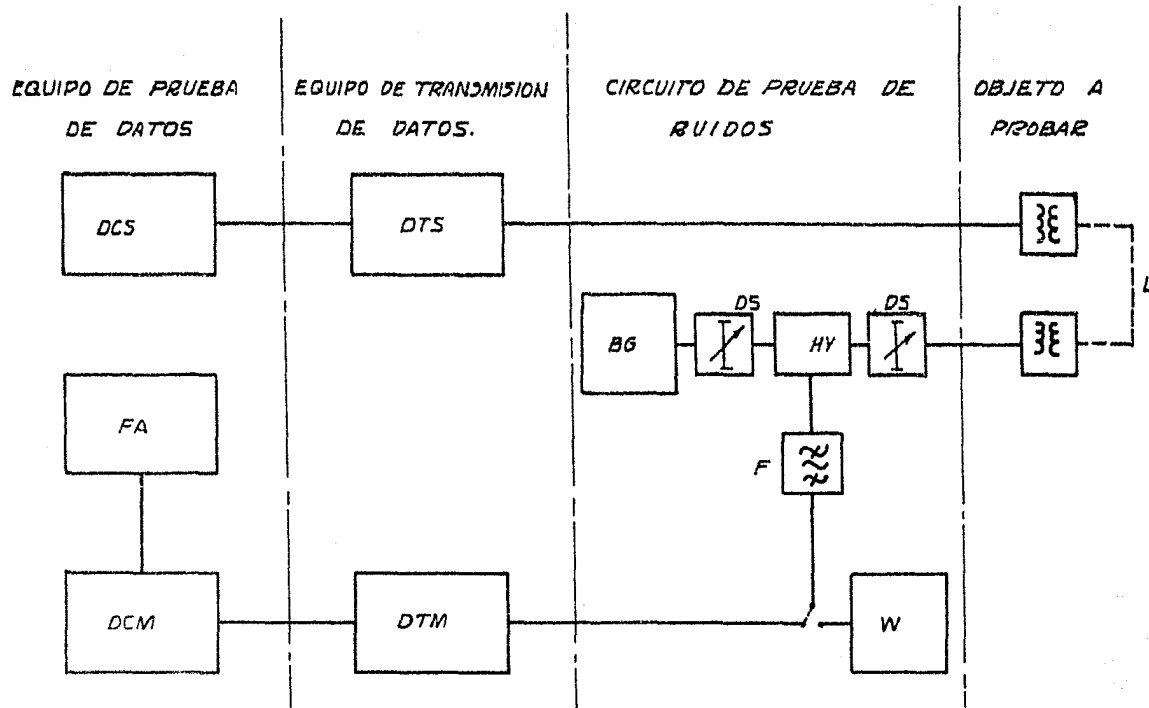 EQUIPO DE PRUEBA
DE DATOS
EQUIPO DE TRANSMISION
DE DATOS.
CIRCUITO DE PRUEBA DE
RUIDOS
OBJETO A
PROBAR
DCS
DTS
BG
DS
HY
DS
L
FA
F
DCM
DTM
W